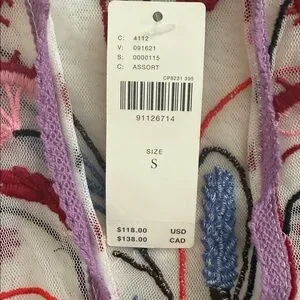 C: 4112
V: 091621
S: 0000115
C: ASSORT
CP8231 395
91126714
SIZE
S
$118.00 USD
$138.00 CAD